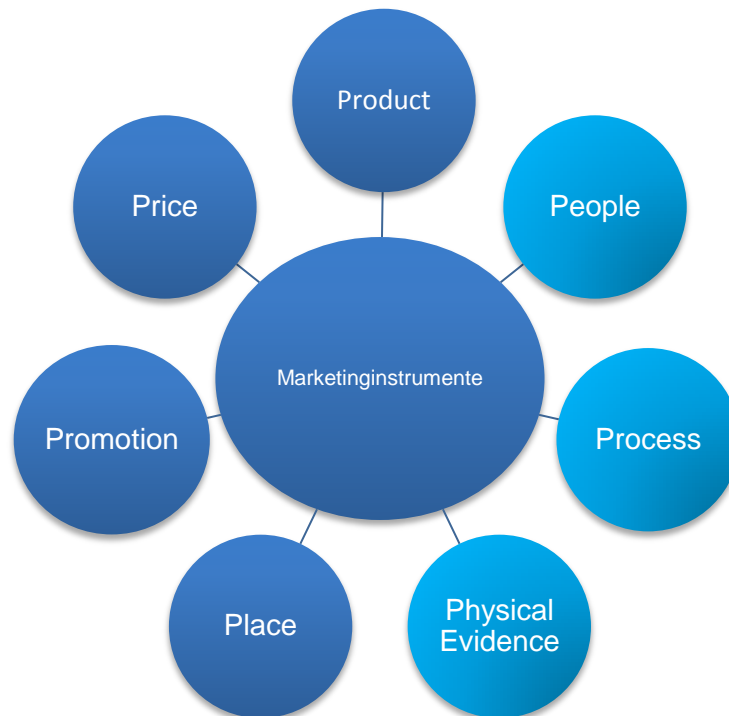 Product
Price
People
Marketinginstrumente
Promotion
Process
Place
Physical
Evidence